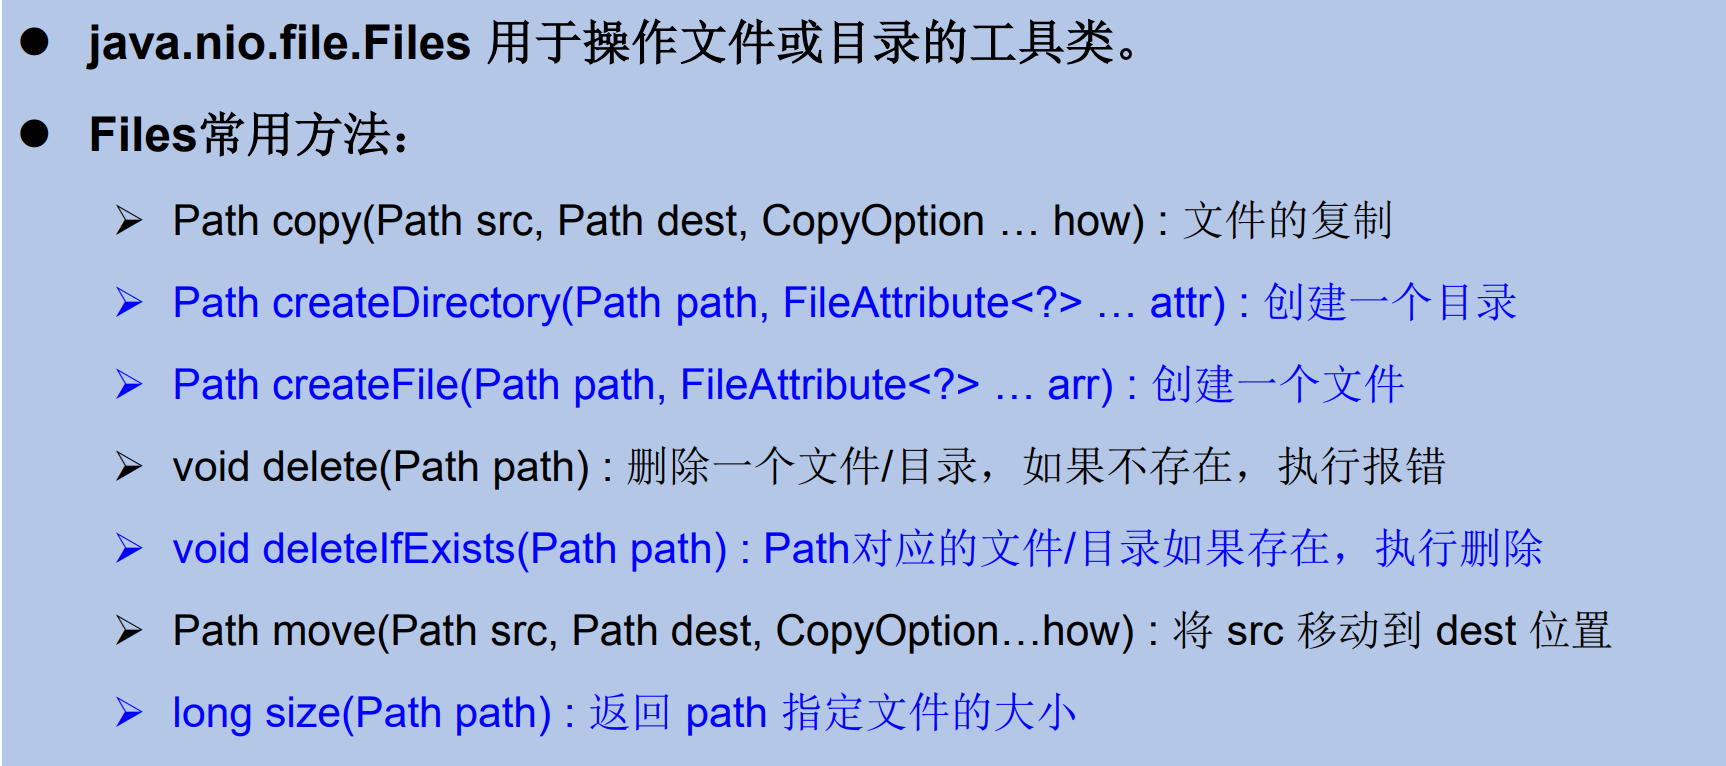 ● java.nio.file.Files 用于操作文件或目录的工具类。
● Files常用方法：
➢ Path copy(Path src, Path dest, CopyOption … how) : 文件的复制
➢ Path createDirectory(Path path, FileAttribute<?> … attr) : 创建一个目录
➢ Path createFile(Path path, FileAttribute<?> … arr) : 创建一个文件
➢ void delete(Path path) : 删除一个文件/目录，如果不存在，执行报错
➢ void deleteIfExists(Path path) : Path对应的文件/目录如果存在，执行删除
➢ Path move(Path src, Path dest, CopyOption…how) : 将 src 移动到 dest 位置
➢ long size(Path path) : 返回 path 指定文件的大小